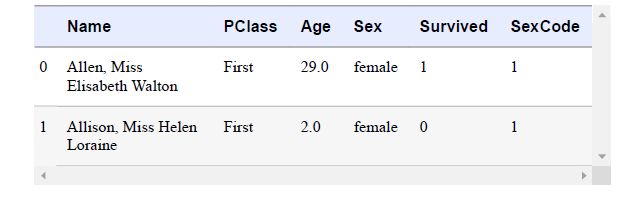 Name PClass Age Sex Survived SexCode
0 Allen, Miss First 29.0 female 1 1
Elisabeth Walton
1 Allison, Miss Helen First 2.0 female 0 1
Loraine